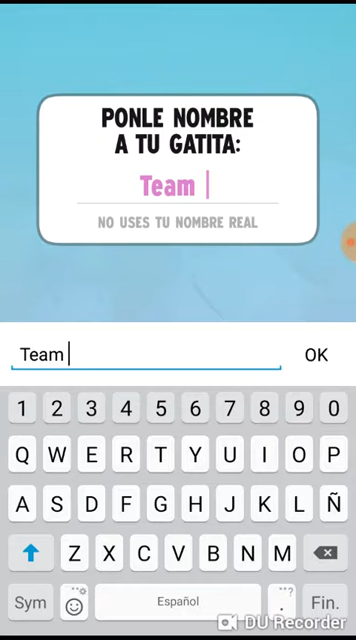 PONLE NOMBRE
A TU GATITA:
Team
NO USES TU NOMBRE REAL
Team
OK
1 2 3 4 5 6 7 8 9 0
Q W E R T Y U I O P
A S D F G H J K L Ñ
Z X C V B N M
Sym
Español
. ?
Fin.
DU Recorder